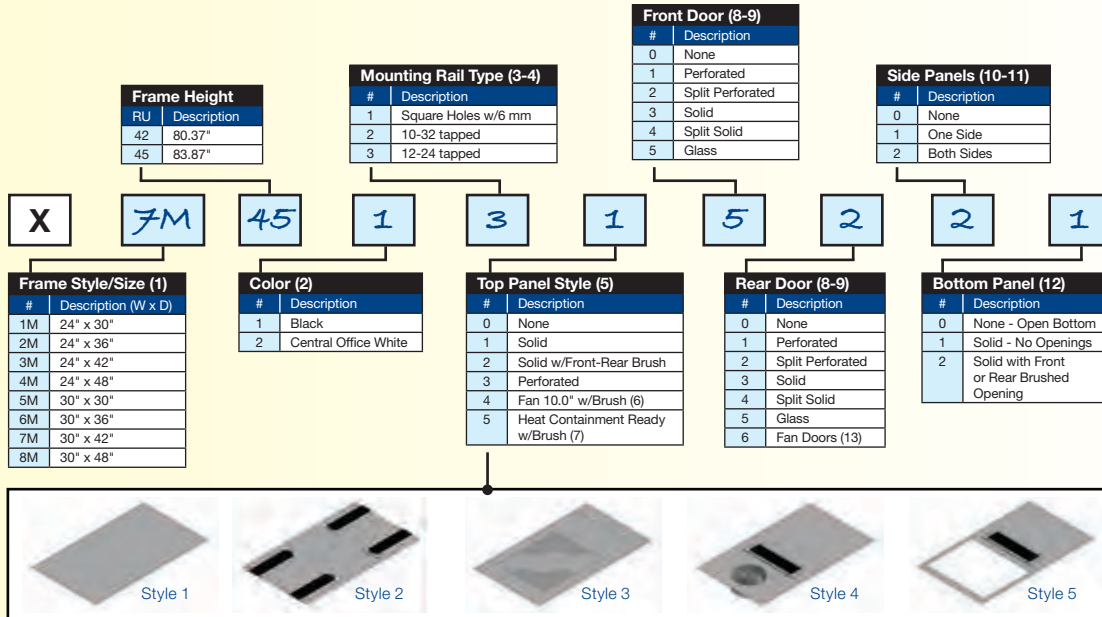 Front Door (8-9)
# Description
0 None
1 Perforated
2 Split Perforated
3 Solid
4 Split Solid
5 Glass
Mounting Rail Type (3-4)
# Description
1 Square Holes w/6 mm
2 10-32 tapped
3 12-24 tapped
Side Panels (10-11)
# Description
0 None
1 One Side
2 Both Sides
Frame Height
RU Description
42 80.37"
45 83.87"
X 7M 45 1 3 1 5 2 2 1
Frame Style/Size (1)
# Description (W x D)
1M 24" x 30"
2M 24" x 36"
3M 24" x 42"
4M 24" x 48"
5M 30" x 30"
6M 30" x 36"
7M 30" x 42"
8M 30" x 48"
Color (2)
# Description
1 Black
2 Central Office White
Top Panel Style (5)
# Description
0 None
1 Solid
2 Solid w/Front-Rear Brush
3 Perforated
4 Fan 10.0" w/Brush (6)
5 Heat Containment Ready
w/Brush (7)
Rear Door (8-9)
# Description
0 None
1 Perforated
2 Split Perforated
3 Solid
4 Split Solid
5 Glass
6 Fan Doors (13)
Bottom Panel (12)
# Description
0 None - Open Bottom
1 Solid - No Openings
2 Solid with Front
or Rear Brushed
Opening
Style 1
Style 2
Style 3
Style 4
Style 5